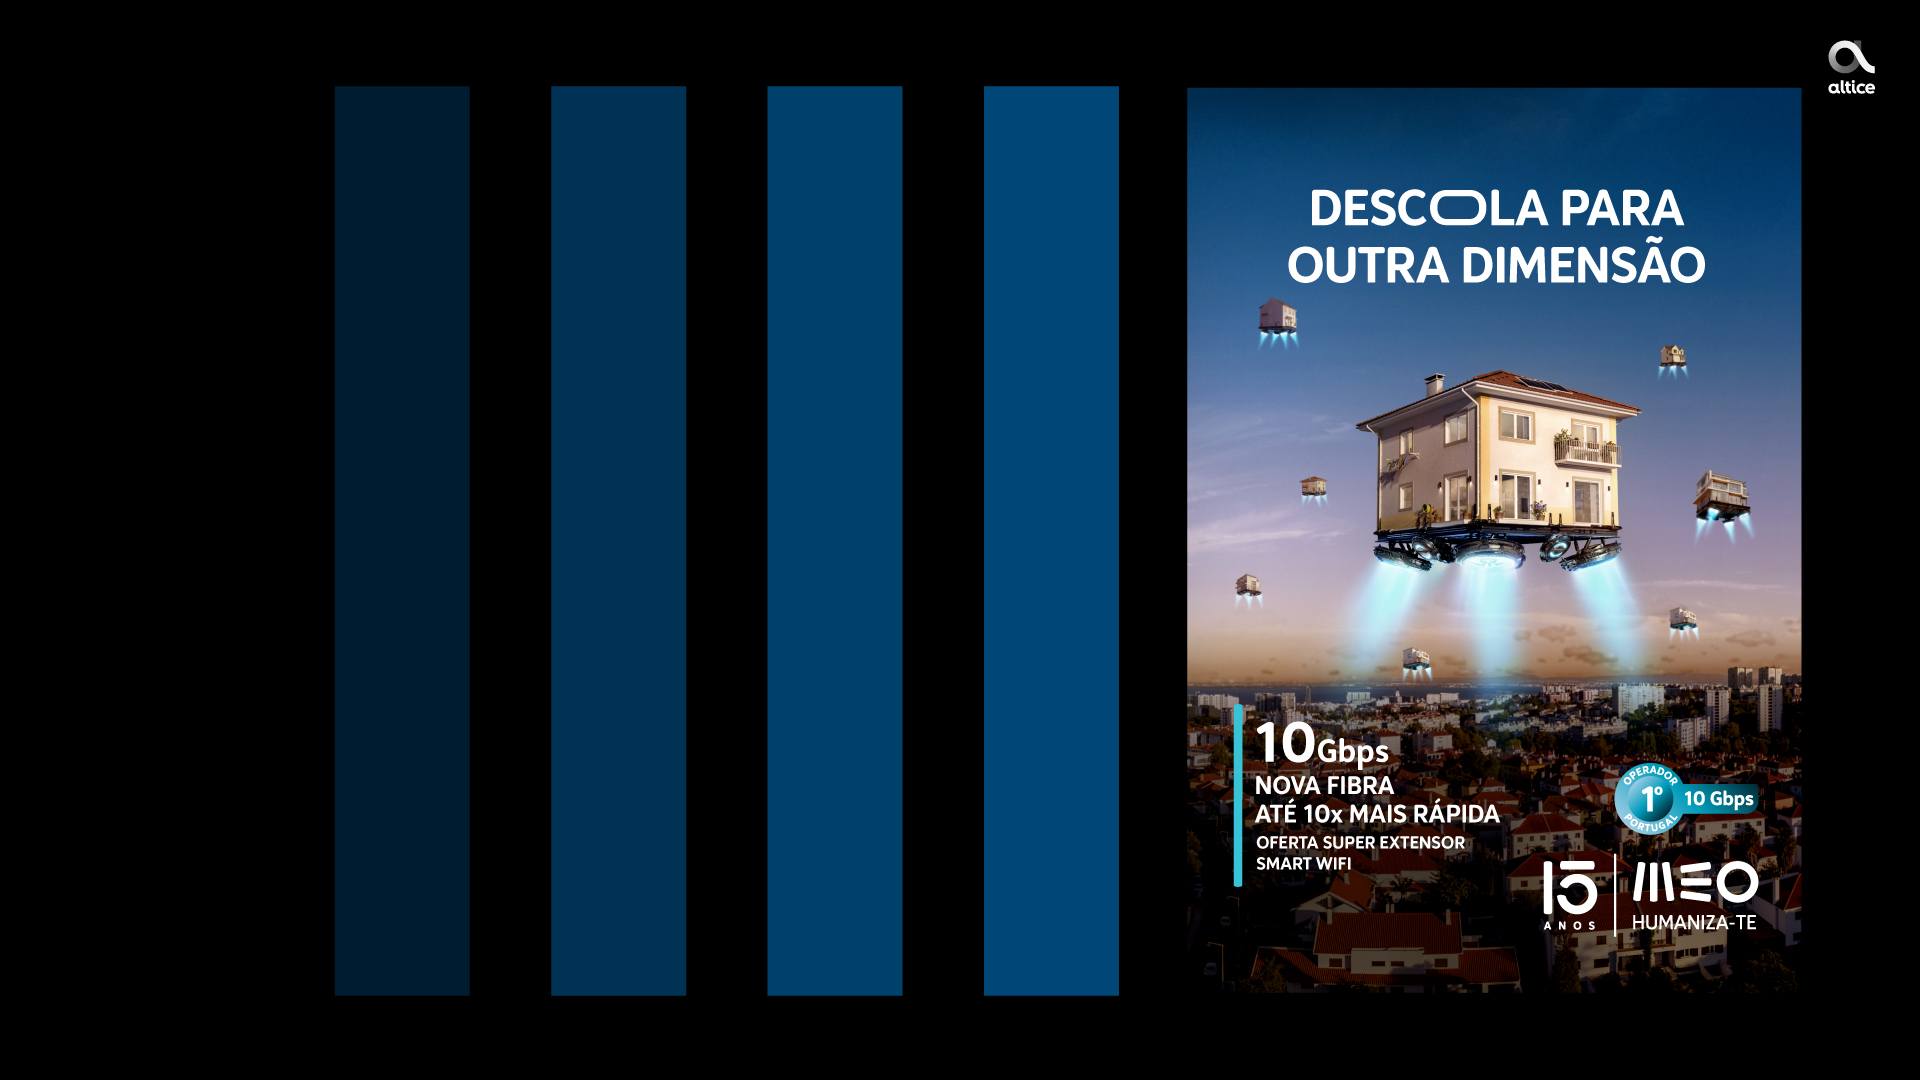 altice
DESCOLA PARA
OUTRA DIMENSÃO
10Gbps
NOVA FIBRA
ATÉ 10x MAIS RÁPIDA
OFERTA SUPER EXTENSOR
SMART WIFI
OPERADOR
1º
PORTUGAL
10 Gbps
15
ANOS
MEO
HUMANIZA-TE